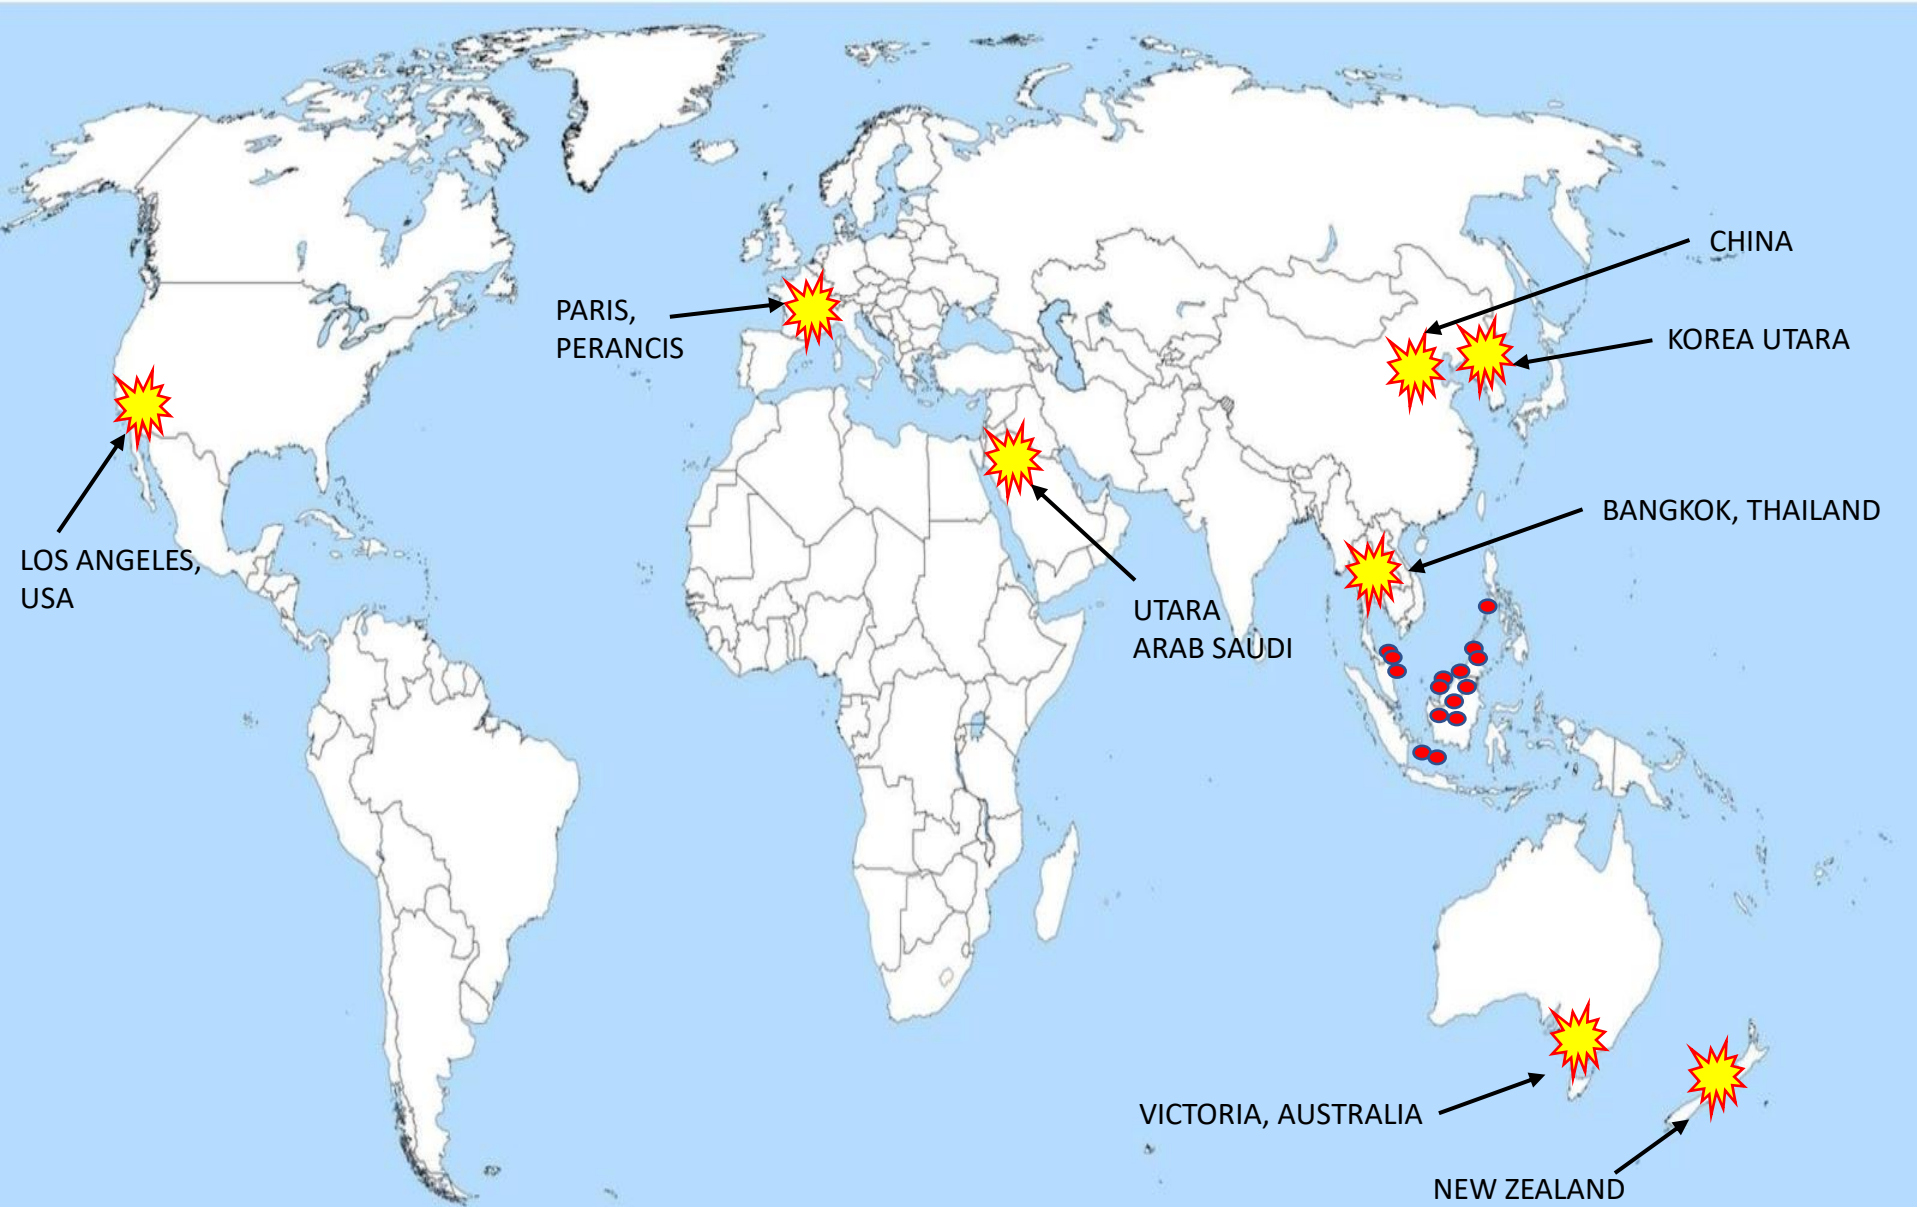 CHINA
PARIS,
PERANCIS
KOREA UTARA
BANGKOK, THAILAND
LOS ANGELES,
USA
UTARA
ARAB SAUDI
VICTORIA, AUSTRALIA
NEW ZEALAND